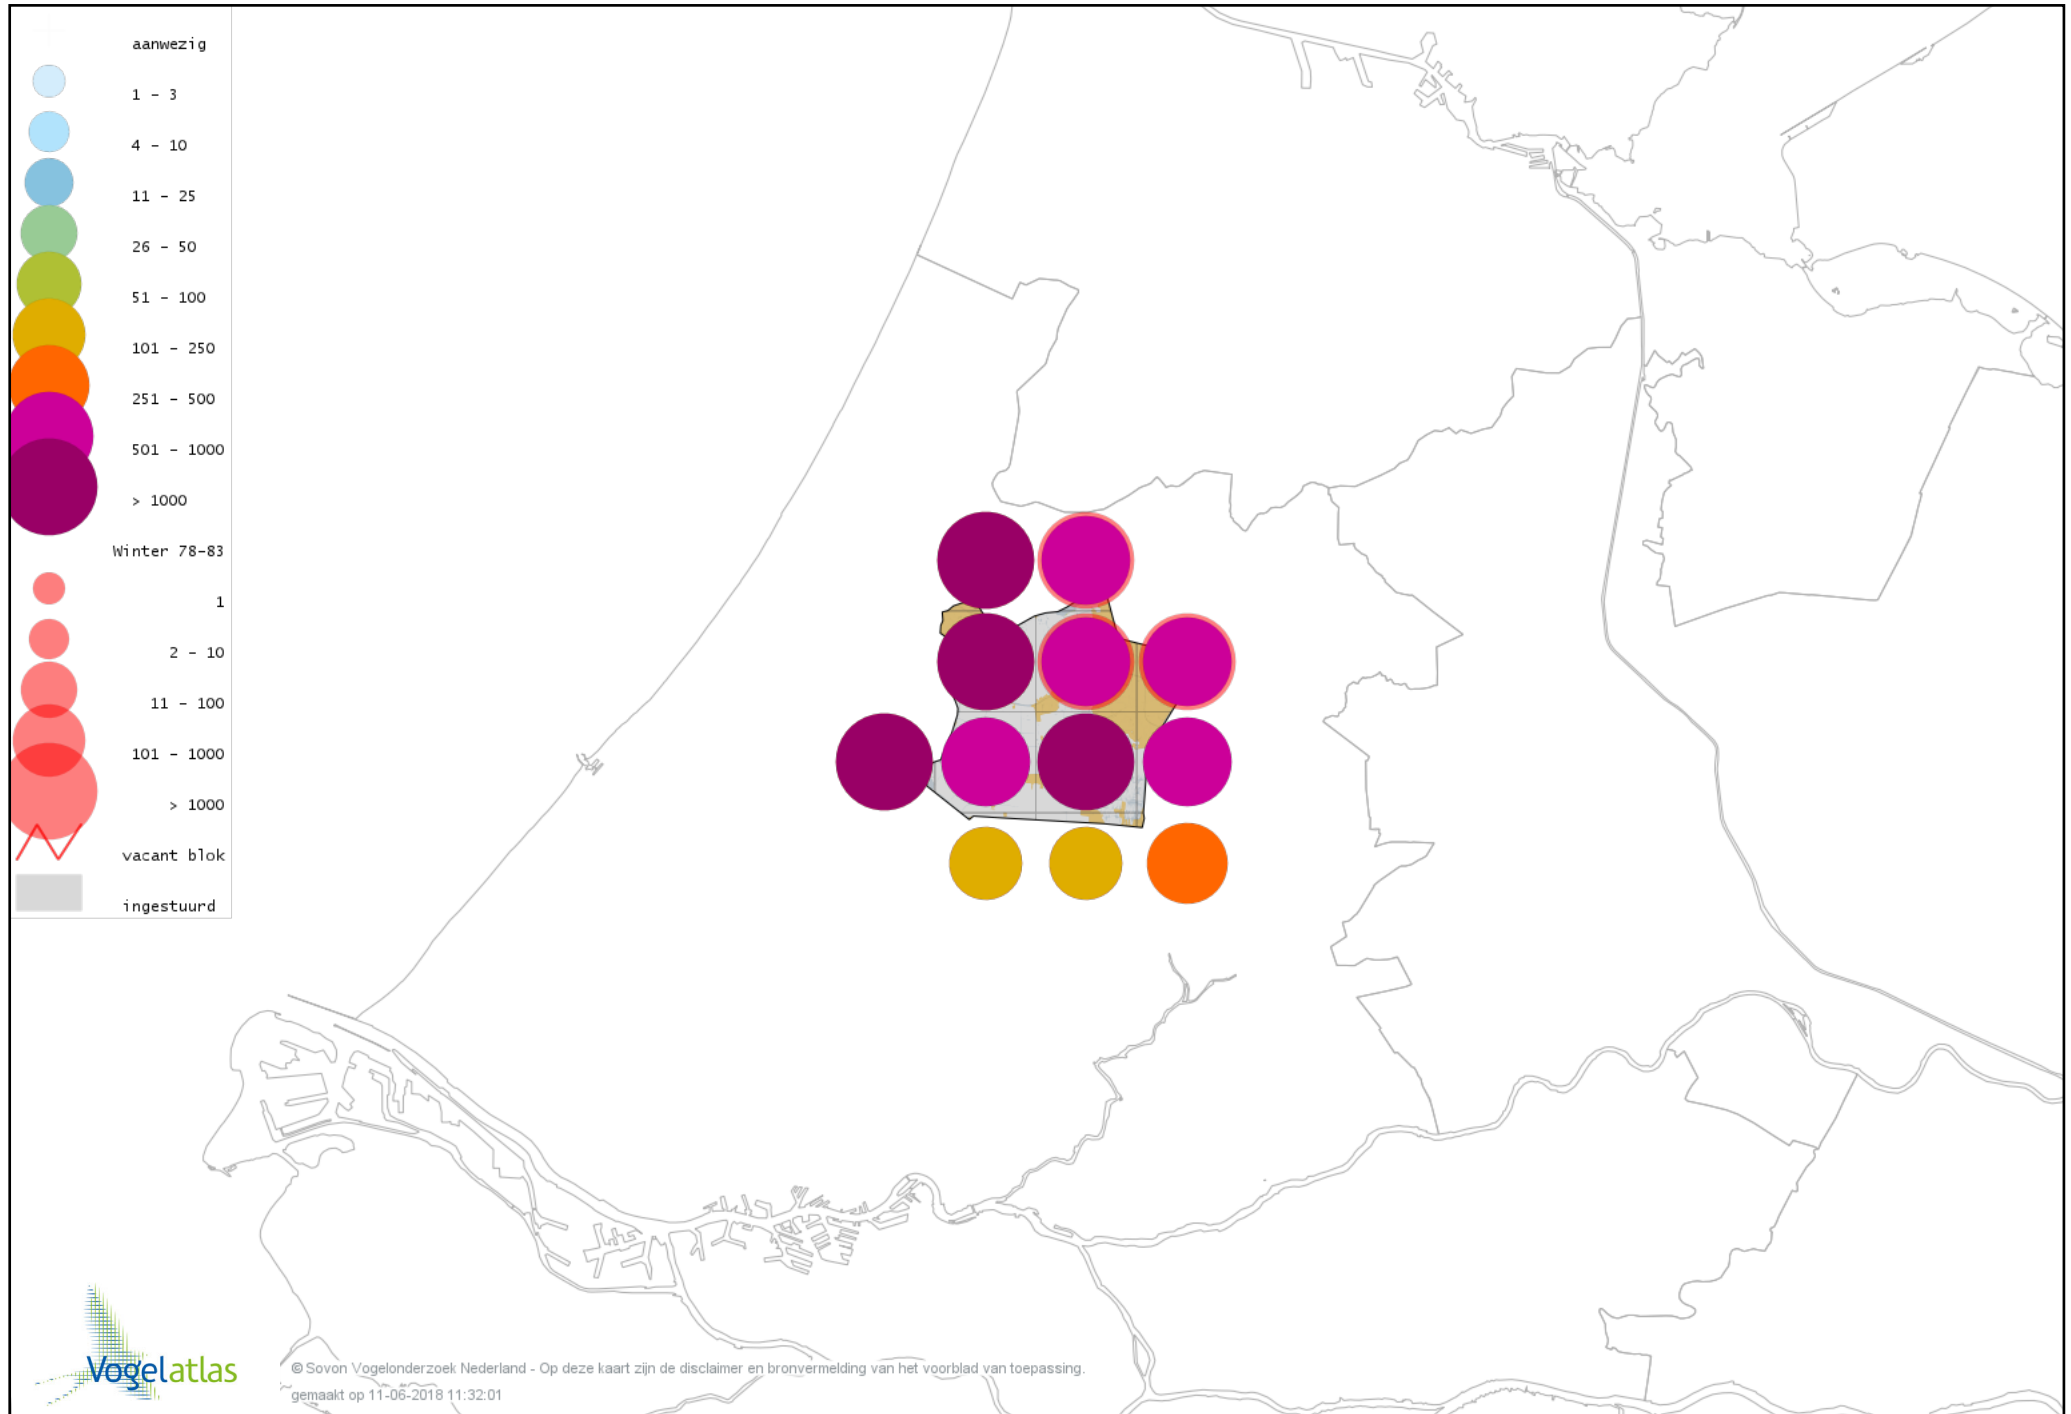 aanwezig
1 - 3
4 - 10
11 - 25
26 - 50
51 - 100
101 - 250
251 - 500
501 - 1000
> 1000
Winter 78-83
1
2 - 10
11 - 100
101 - 1000
> 1000
vacant blok
ingestuurd
Vogelatlas
© Sovon Vogelonderzoek Nederland - Op deze kaart zijn de disclaimer en bronvermelding van het voorblad van toepassing.
gemaakt op 11-06-2018 11:32:01